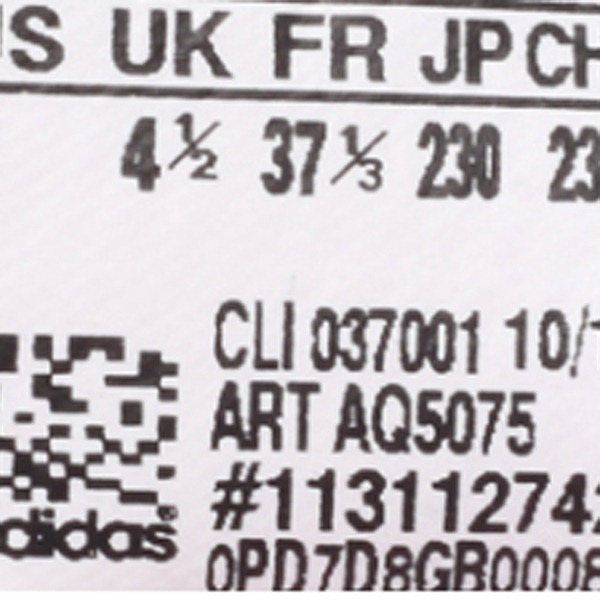 US UK FR JP CH
4½ 37⅓ 230 23
CLI 037001 10/1
ART AQ5075
#113112742
adidas®
0PD7D8GB0008